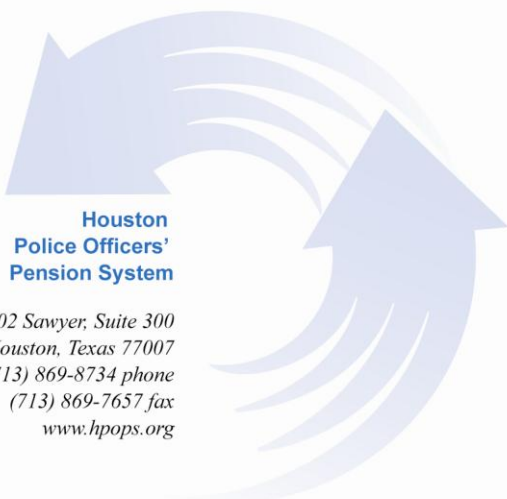 Houston
Police Officers'
Pension System
02 Sawyer, Suite 300
ouston, Texas 77007
13) 869-8734 phone
(713) 869-7657 fax
www.hpops.org